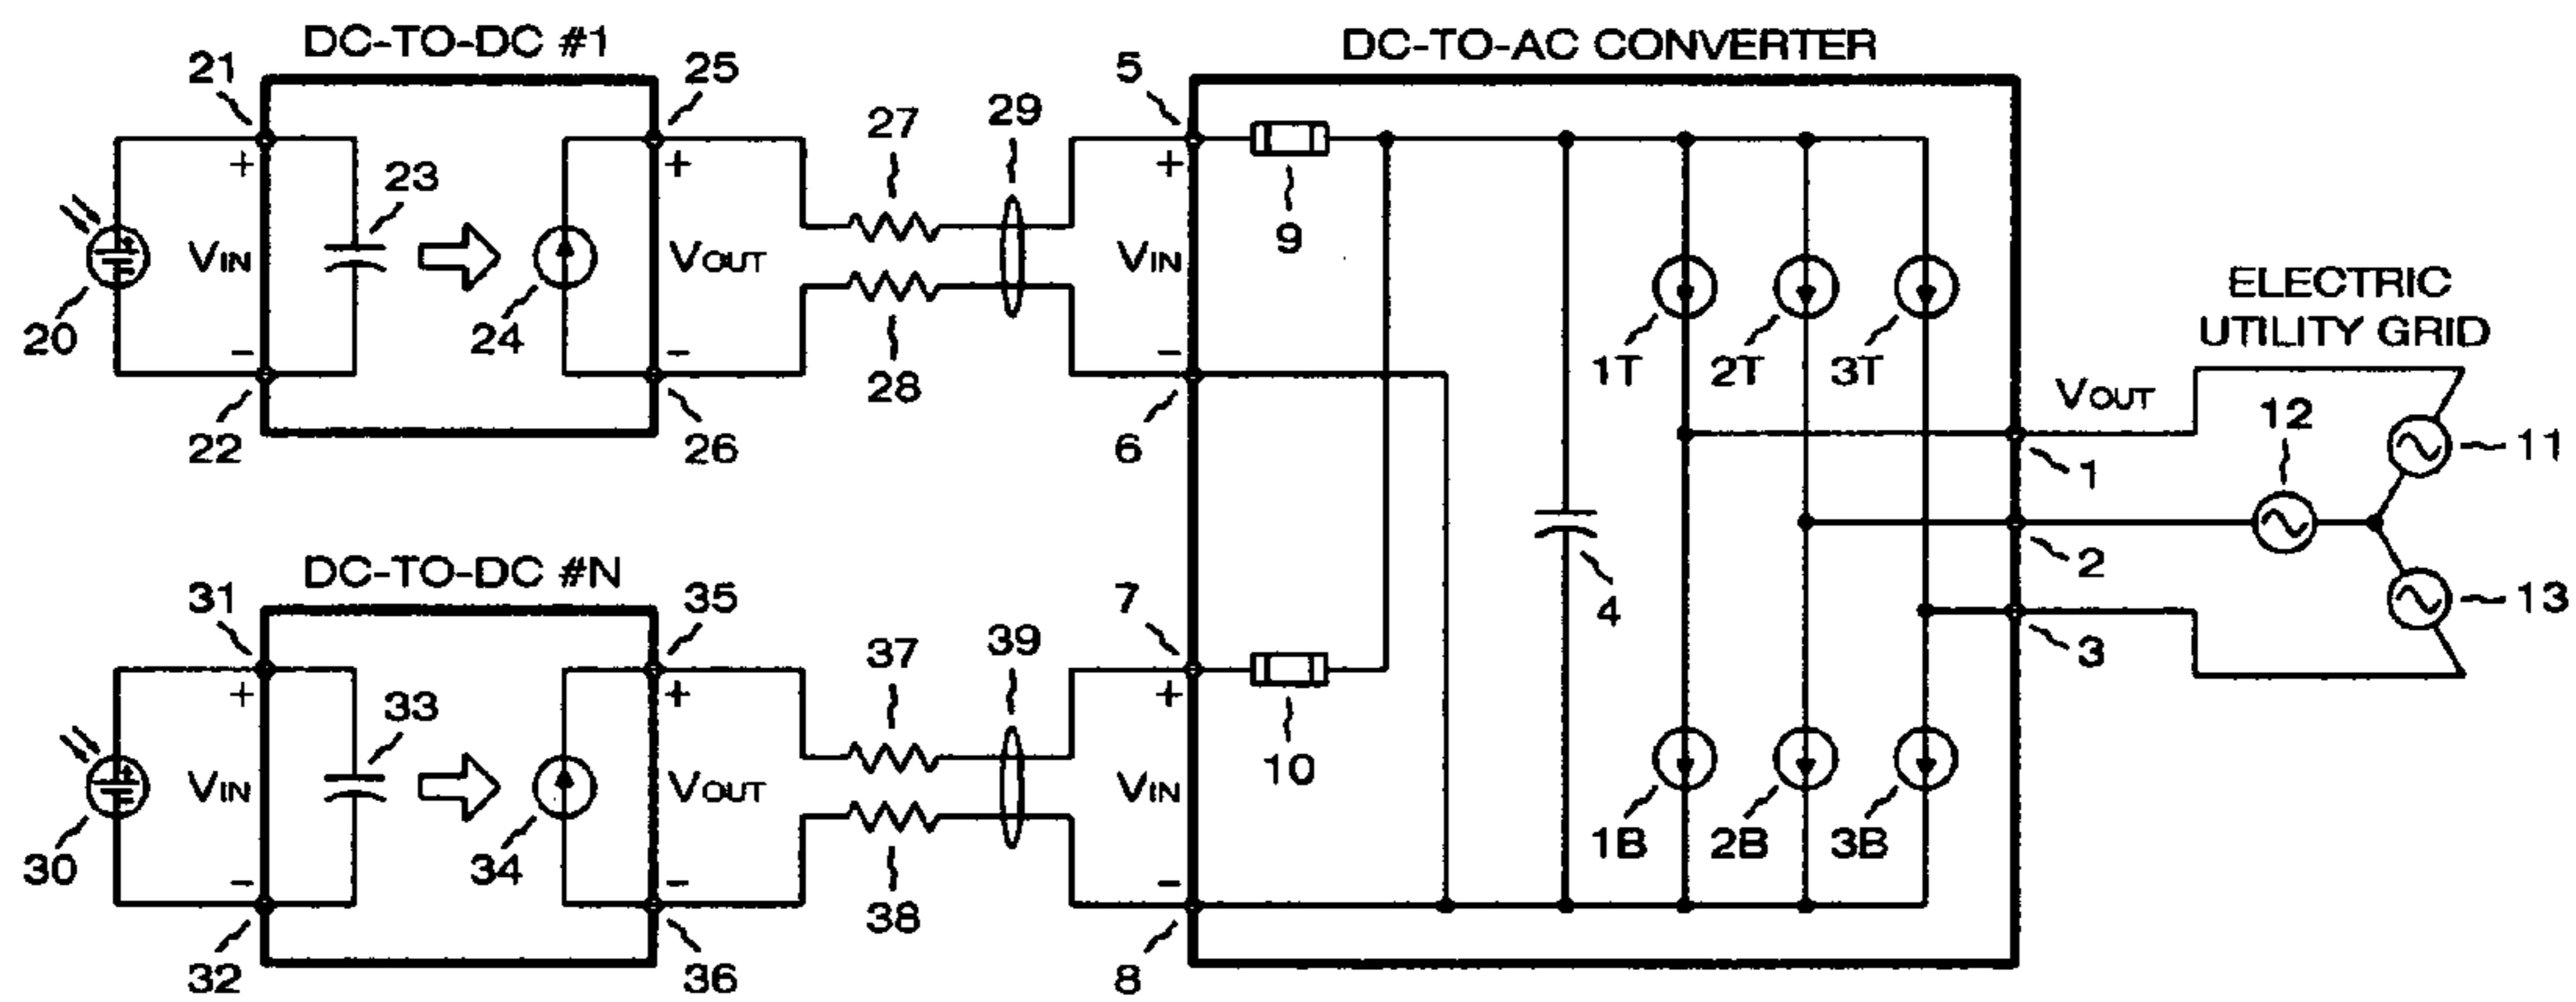 DC-TO-DC #1
DC-TO-AC CONVERTER
21
25
5
27
29
+
+
+
23
9
VIN
VOUT
VIN
20
24
28
-
-
-
22
26
6
1T
2T
3T
ELECTRIC
UTILITY GRID
VOUT
12
11
1
2
13
3
4
DC-TO-DC #N
31
35
7
37
39
+
+
+
33
10
VIN
VOUT
VIN
30
34
38
-
-
-
1B
2B
3B
32
36
8